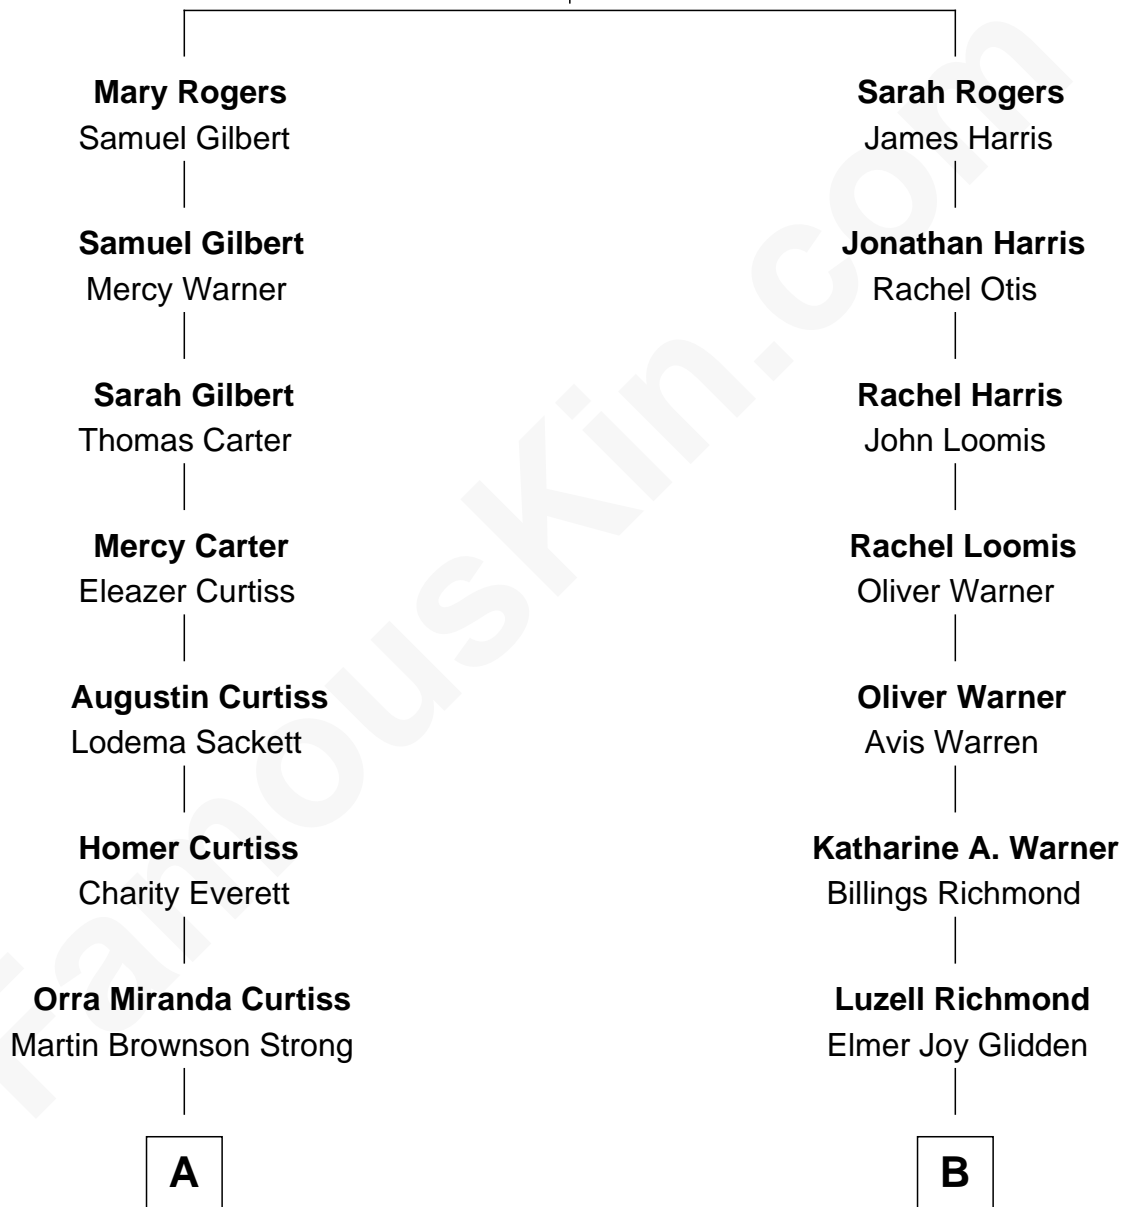 Mary Rogers
Samuel Gilbert
Samuel Gilbert
Mercy Warner
Sarah Gilbert
Thomas Carter
Mercy Carter
Eleazer Curtiss
Augustin Curtiss
Lodema Sackett
Homer Curtiss
Charity Everett
Orra Miranda Curtiss
Martin Brownson Strong
A
Sarah Rogers
James Harris
Jonathan Harris
Rachel Otis
Rachel Harris
John Loomis
Rachel Loomis
Oliver Warner
Oliver Warner
Avis Warren
Katharine A. Warner
Billings Richmond
Luzell Richmond
Elmer Joy Glidden
B
FamousKin.com